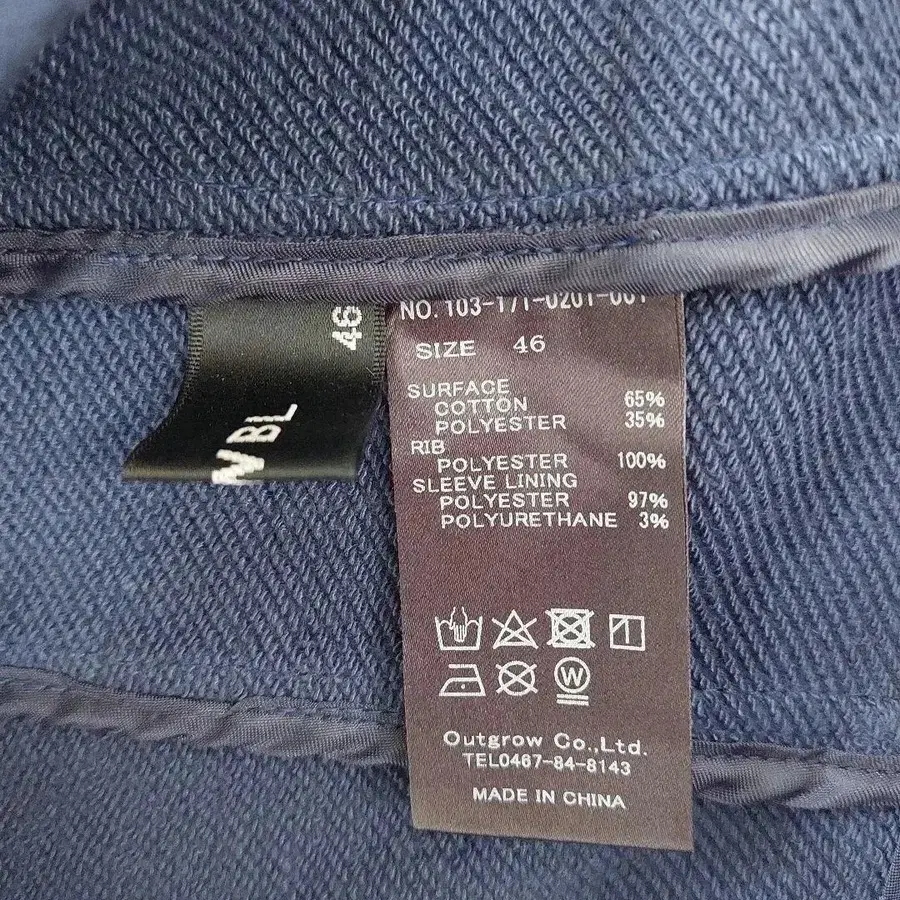 46
WBL
NO. 103-171-0201-001
SIZE 46
SURFACE
COTTON 65%
POLYESTER 35%
RIB
POLYESTER 100%
SLEEVE LINING
POLYESTER 97%
POLYURETHANE 3%
W
Outgrow Co.,Ltd.
TEL0467-84-8143
MADE IN CHINA